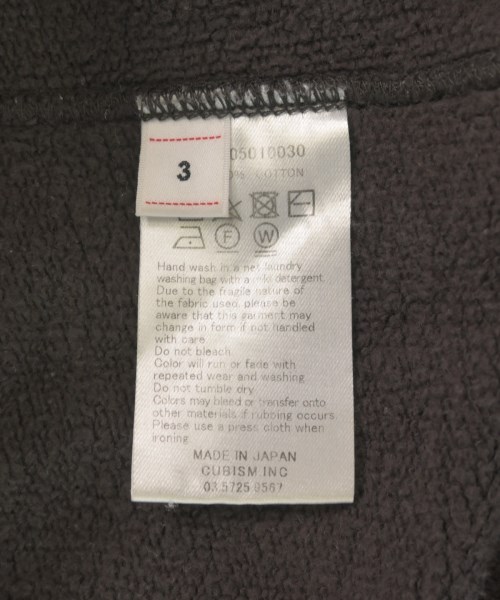 3
05010030
% COTTON
F W
Hand wash in a net laundry
washing bag with a mild detergent.
Due to the fragile nature of
the fabric used, please be
aware that this garment may
change in form if not handled
with care.
Do not bleach.
Color will run or fade with
repeated wear and washing.
Do not tumble dry.
Colors may bleed or transfer onto
other materials if rubbing occurs.
Please use a press cloth when
ironing.
MADE IN JAPAN
CUBISM INC
03.5725.9567